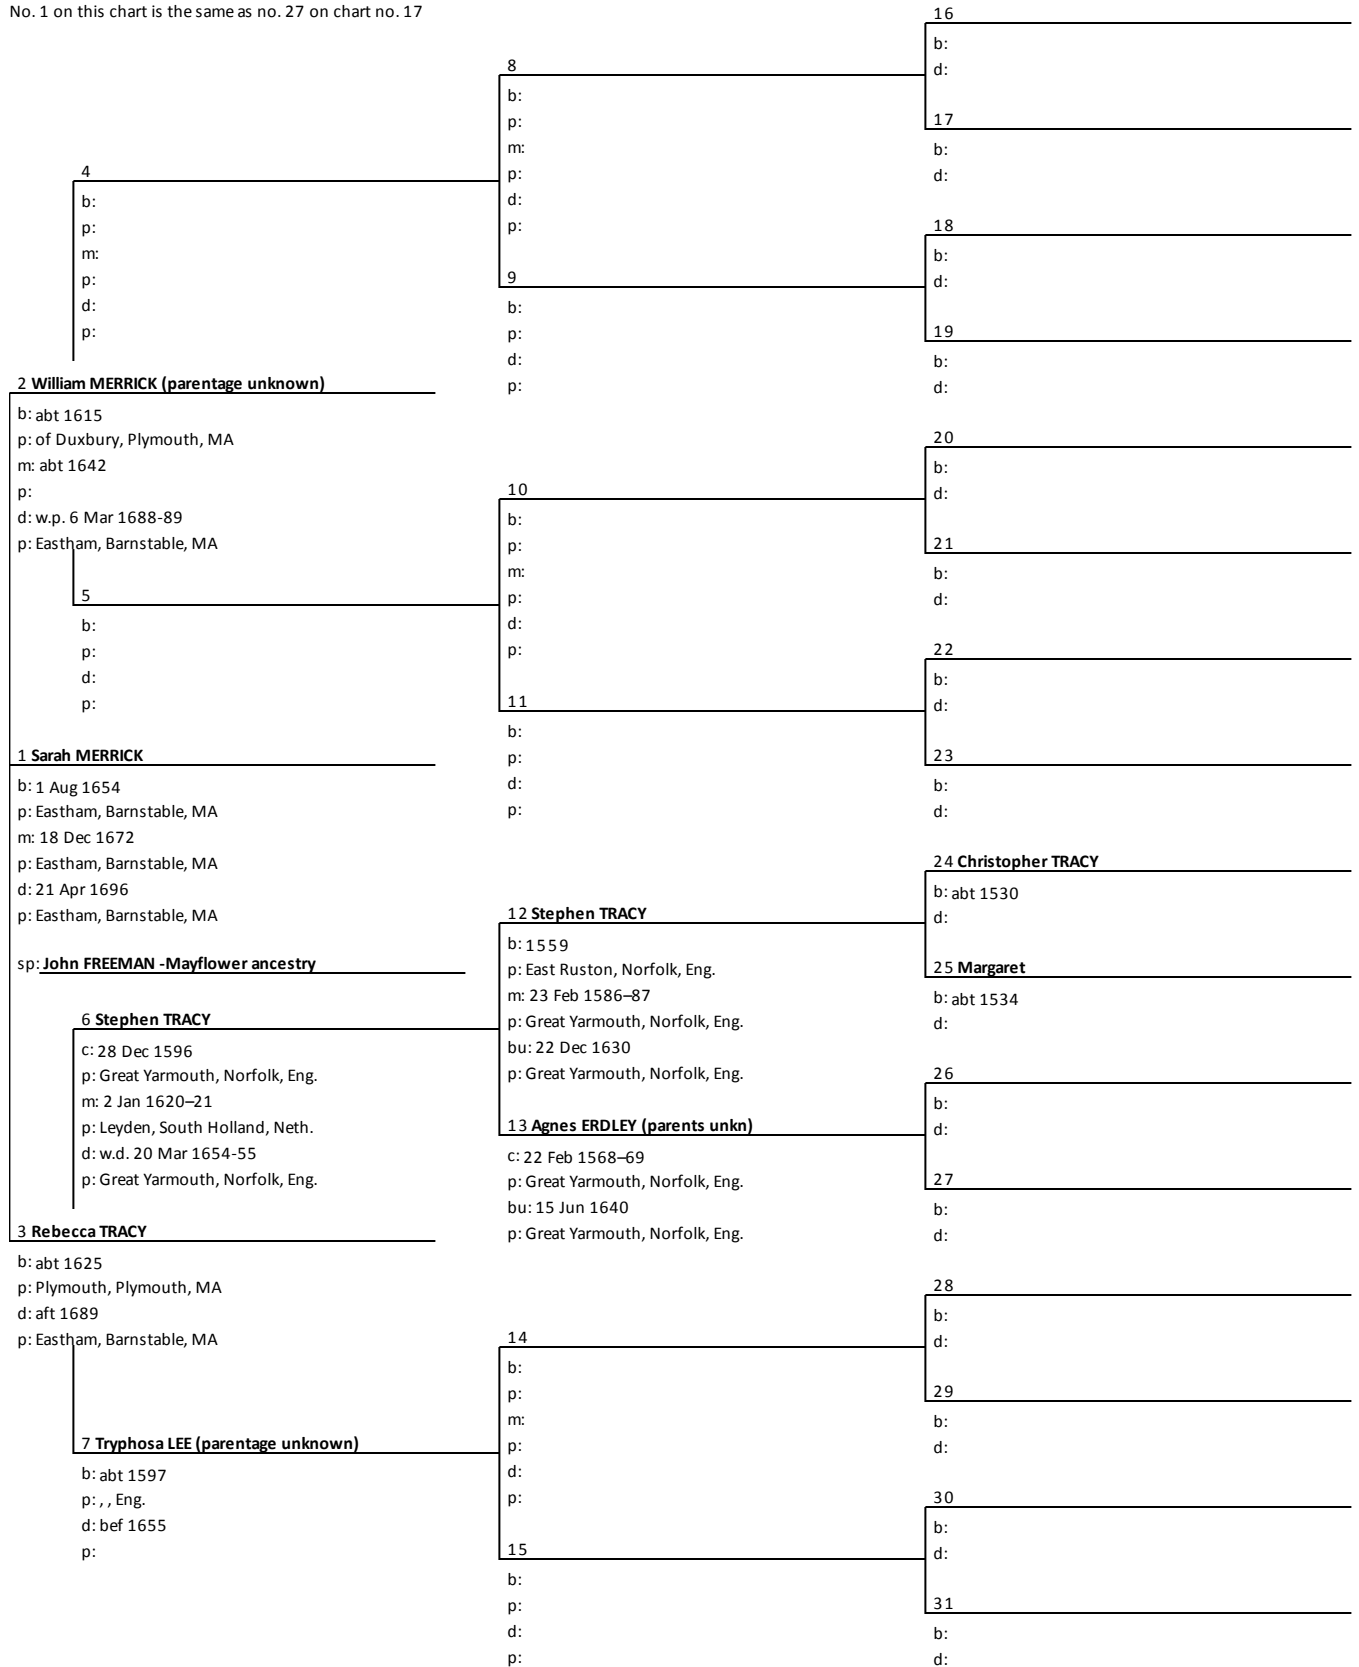 No. 1 on this chart is the same as no. 27 on chart no. 17
4
b:
p:
m:
p:
d:
p:
2 William MERRICK (parentage unknown)
b: abt 1615
p: of Duxbury, Plymouth, MA
m: abt 1642
p:
d: w.p. 6 Mar 1688-89
p: Eastham, Barnstable, MA
5
b:
p:
d:
p:
1 Sarah MERRICK
b: 1 Aug 1654
p: Eastham, Barnstable, MA
m: 18 Dec 1672
p: Eastham, Barnstable, MA
d: 21 Apr 1696
p: Eastham, Barnstable, MA
sp: John FREEMAN -Mayflower ancestry
6 Stephen TRACY
c: 28 Dec 1596
p: Great Yarmouth, Norfolk, Eng.
m: 2 Jan 1620–21
p: Leyden, South Holland, Neth.
d: w.d. 20 Mar 1654-55
p: Great Yarmouth, Norfolk, Eng.
3 Rebecca TRACY
b: abt 1625
p: Plymouth, Plymouth, MA
d: aft 1689
p: Eastham, Barnstable, MA
7 Tryphosa LEE (parentage unknown)
b: abt 1597
p: , , Eng.
d: bef 1655
p:
8
b:
p:
m:
p:
d:
p:
9
b:
p:
d:
p:
10
b:
p:
m:
p:
d:
p:
11
b:
p:
d:
p:
12 Stephen TRACY
b: 1559
p: East Ruston, Norfolk, Eng.
m: 23 Feb 1586–87
p: Great Yarmouth, Norfolk, Eng.
bu: 22 Dec 1630
p: Great Yarmouth, Norfolk, Eng.
13 Agnes ERDLEY (parents unkn)
c: 22 Feb 1568–69
p: Great Yarmouth, Norfolk, Eng.
bu: 15 Jun 1640
p: Great Yarmouth, Norfolk, Eng.
14
b:
p:
m:
p:
d:
p:
15
b:
p:
d:
p:
16
b:
d:
17
b:
d:
18
b:
d:
19
b:
d:
20
b:
d:
21
b:
d:
22
b:
d:
23
b:
d:
24 Christopher TRACY
b: abt 1530
d:
25 Margaret
b: abt 1534
d:
26
b:
d:
27
b:
d:
28
b:
d:
29
b:
d:
30
b:
d:
31
b:
d: